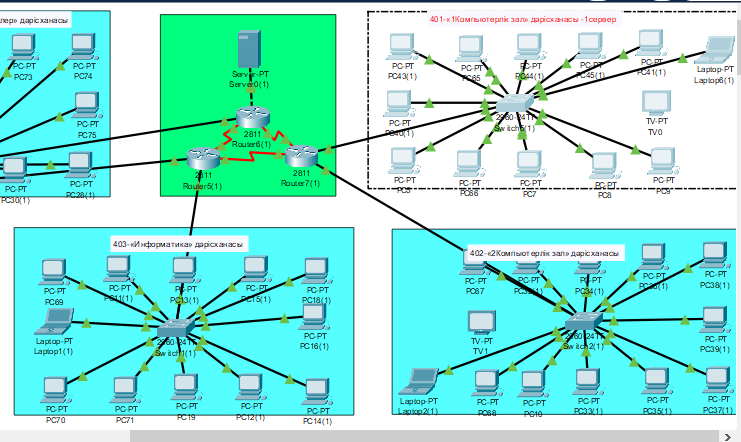 лер» дәрісханасы
PC-PT
PC73
PC-PT
PC74
PC-PT
PC75
PC-PT
PC30(1)
PC-PT
PC28(1)
Server-PT
Server0(1)
2811
Router6(1)
2811
Router5(1)
2811
Router7(1)
401-«1Компьютерлік зал» дәрісханасы -1сервер
PC-PT
PC43(1)
PC-PT
PC65
PC-PT
PC44(1)
PC-PT
PC45(1)
PC-PT
PC41(1)
Laptop-PT
Laptop6(1)
PC-PT
PC40(1)
2960-24TT
Switch5(1)
TV-PT
TV0
PC-PT
PC-PT
PC66
PC-PT
PC7
PC-PT
PC8
PC-PT
PC9
403-«Информатика» дәрісханасы
PC-PT
PC69
PC-PT
PC11(1)
PC-PT
PC13(1)
PC-PT
PC15(1)
PC-PT
PC18(1)
Laptop-PT
Laptop1(1)
2960-24TT
Switch1(1)
PC-PT
PC16(1)
PC-PT
PC70
PC-PT
PC71
PC-PT
PC19
PC-PT
PC12(1)
PC-PT
PC14(1)
402-«2Компьютерлік зал» дәрісханасы
PC-PT
PC67
PC-PT
PC-PT
PC34(1)
PC-PT
PC36(1)
PC-PT
PC38(1)
TV-PT
TV1
2960-24TT
Switch2(1)
PC-PT
PC39(1)
Laptop-PT
Laptop2(1)
PC-PT
PC68
PC-PT
PC10
PC-PT
PC33(1)
PC-PT
PC35(1)
PC-PT
PC37(1)